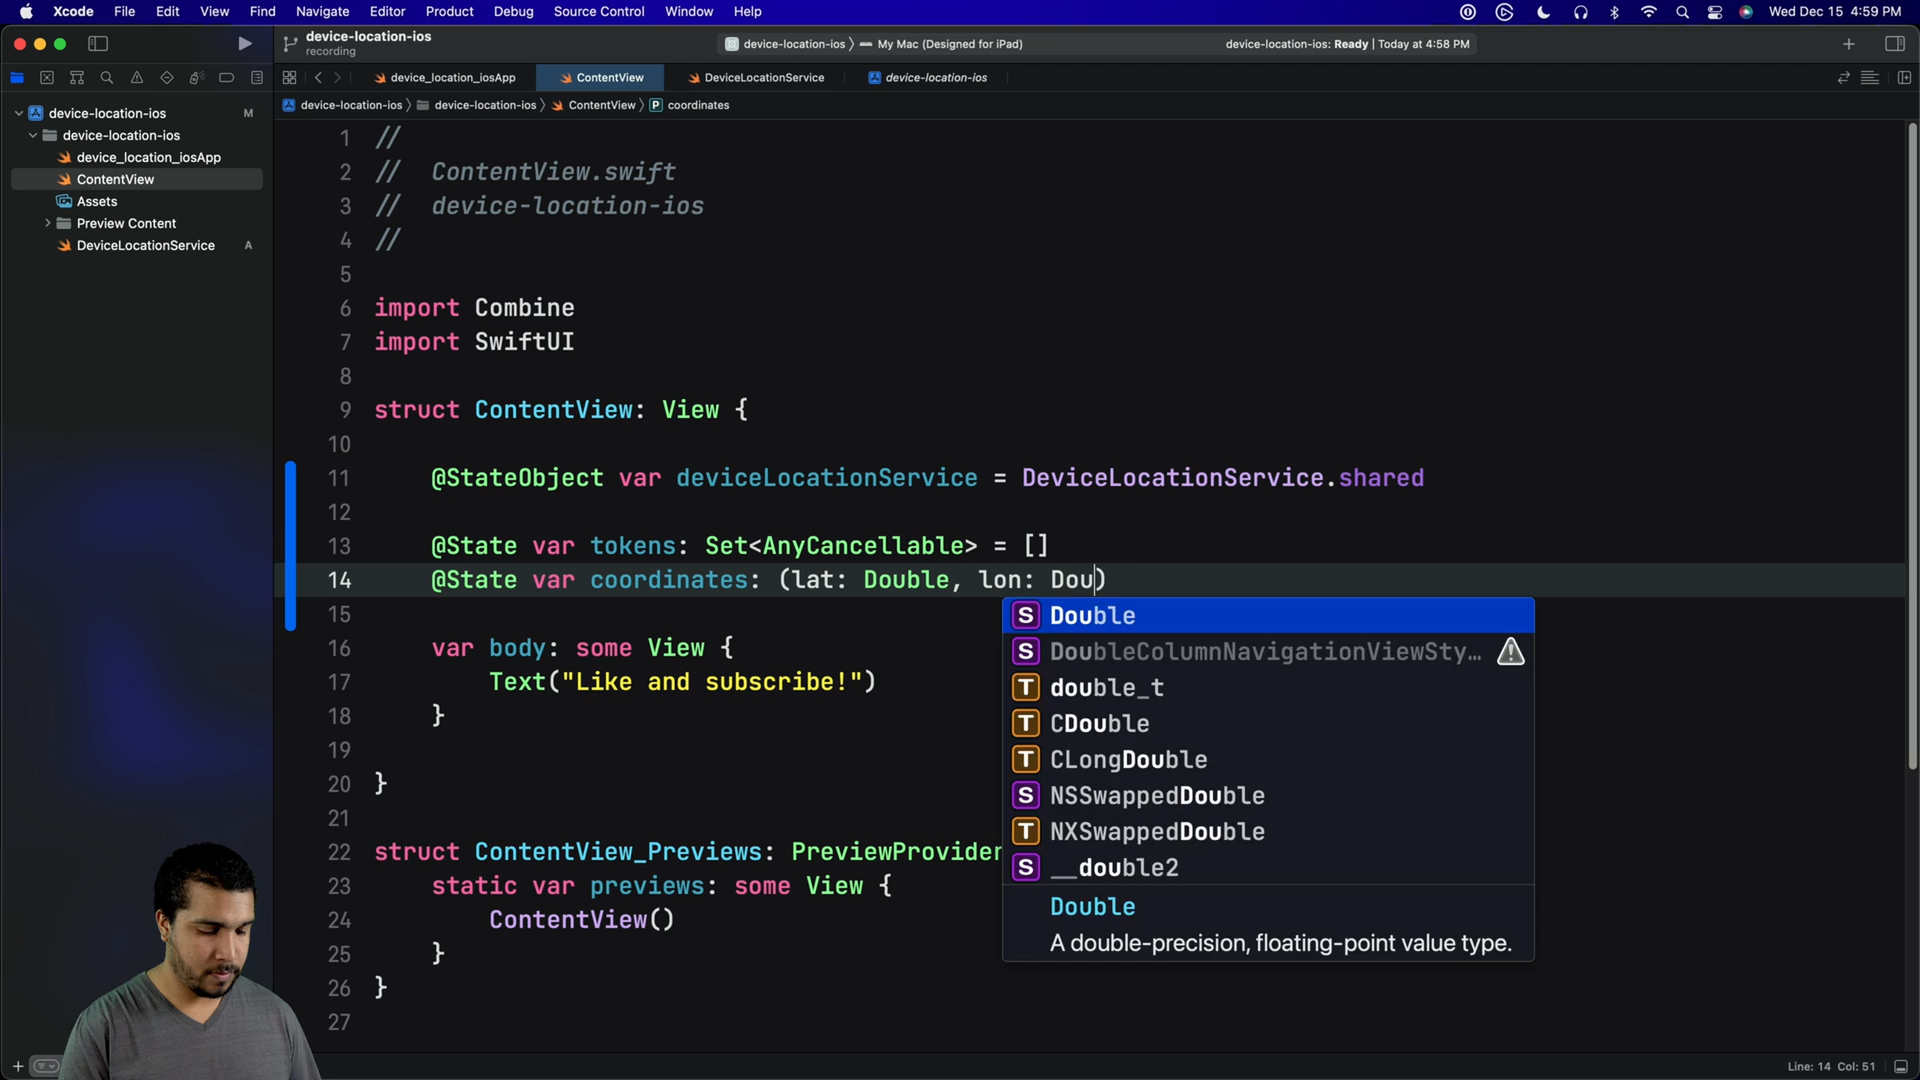 Xcode File Edit View Find Navigate Editor Product Debug Source Control Window Help Wed Dec 15 4:59 PM
device-location-ios
recording
device-location-ios 〉 My Mac (Designed for iPad)
device-location-ios: Ready | Today at 4:58 PM
device_location_iosApp ContentView DeviceLocationService device-location-ios
device-location-ios 〉 device-location-ios 〉 ContentView 〉 P coordinates
device-location-ios M
device-location-ios
device_location_iosApp
ContentView
Assets
Preview Content
DeviceLocationService A
1 //
2 // ContentView.swift
3 // device-location-ios
4 //
5
6 import Combine
7 import SwiftUI
8
9 struct ContentView: View {
10
11 @StateObject var deviceLocationService = DeviceLocationService.shared
12
13 @State var tokens: Set<AnyCancellable> = []
14 @State var coordinates: (lat: Double, lon: Dou)
15
16 var body: some View {
17 Text("Like and subscribe!")
18 }
19
20 }
21
22 struct ContentView_Previews: PreviewProvider
23 static var previews: some View {
24 ContentView()
25 }
26 }
27
S Double
S DoubleColumnNavigationViewSty…
T double_t
T CDouble
T CLongDouble
S NSSwappedDouble
T NXSwappedDouble
S __double2
Double
A double-precision, floating-point value type.
Line: 14 Col: 51